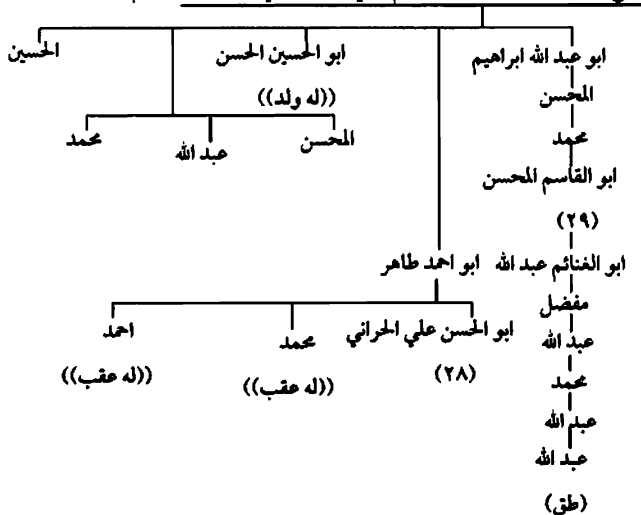 ابو عبد الله ابراهيم
ابو الحسين الحسن
الحسين
المحسن
((له ولد))
محمد
المحسن
عبد الله
محمد
ابو القاسم المحسن
(٢٩)
ابو الغنائم عبد الله
ابو احمد طاهر
مفضل
ابو الحسن علي الحراني
محمد
احمد
عبد الله
(٢٨)
((له عقب))
((له عقب))
محمد
عبد الله
عبد الله
(طق)